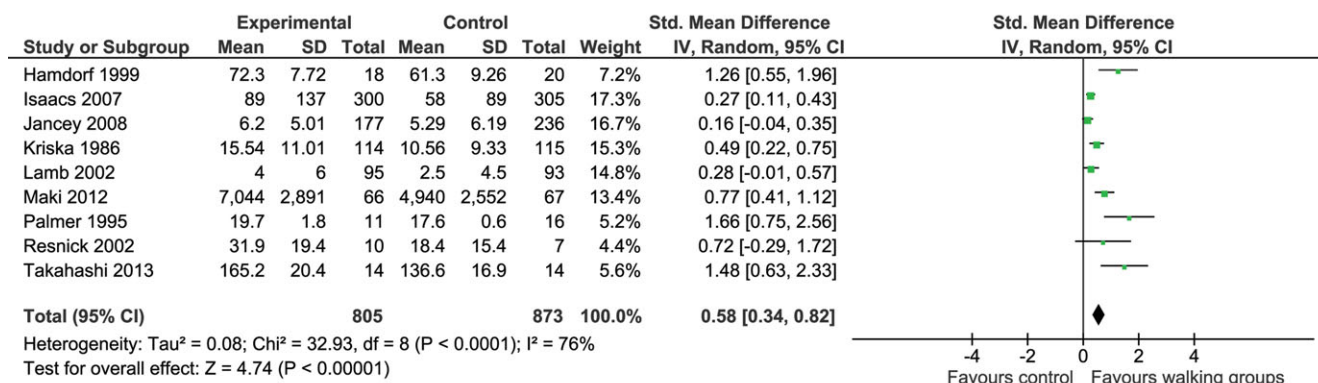 Experimental Control Std. Mean Difference Std. Mean Difference
Study or Subgroup Mean SD Total Mean SD Total Weight IV, Random, 95% CI IV, Random, 95% CI
Hamdorf 1999 72.3 7.72 18 61.3 9.26 20 7.2% 1.26 [0.55, 1.96]
Isaacs 2007 89 137 300 58 89 305 17.3% 0.27 [0.11, 0.43]
Jancey 2008 6.2 5.01 177 5.29 6.19 236 16.7% 0.16 [-0.04, 0.35]
Kriska 1986 15.54 11.01 114 10.56 9.33 115 15.3% 0.49 [0.22, 0.75]
Lamb 2002 4 6 95 2.5 4.5 93 14.8% 0.28 [-0.01, 0.57]
Maki 2012 7,044 2,891 66 4,940 2,552 67 13.4% 0.77 [0.41, 1.12]
Palmer 1995 19.7 1.8 11 17.6 0.6 16 5.2% 1.66 [0.75, 2.56]
Resnick 2002 31.9 19.4 10 18.4 15.4 7 4.4% 0.72 [-0.29, 1.72]
Takahashi 2013 165.2 20.4 14 136.6 16.9 14 5.6% 1.48 [0.63, 2.33]
Total (95% CI) 805 873 100.0% 0.58 [0.34, 0.82]
Heterogeneity: Tau² = 0.08; Chi² = 32.93, df = 8 (P < 0.0001); I² = 76%
Test for overall effect: Z = 4.74 (P < 0.00001)
-4 -2 0 2 4
Favours control Favours walking groups